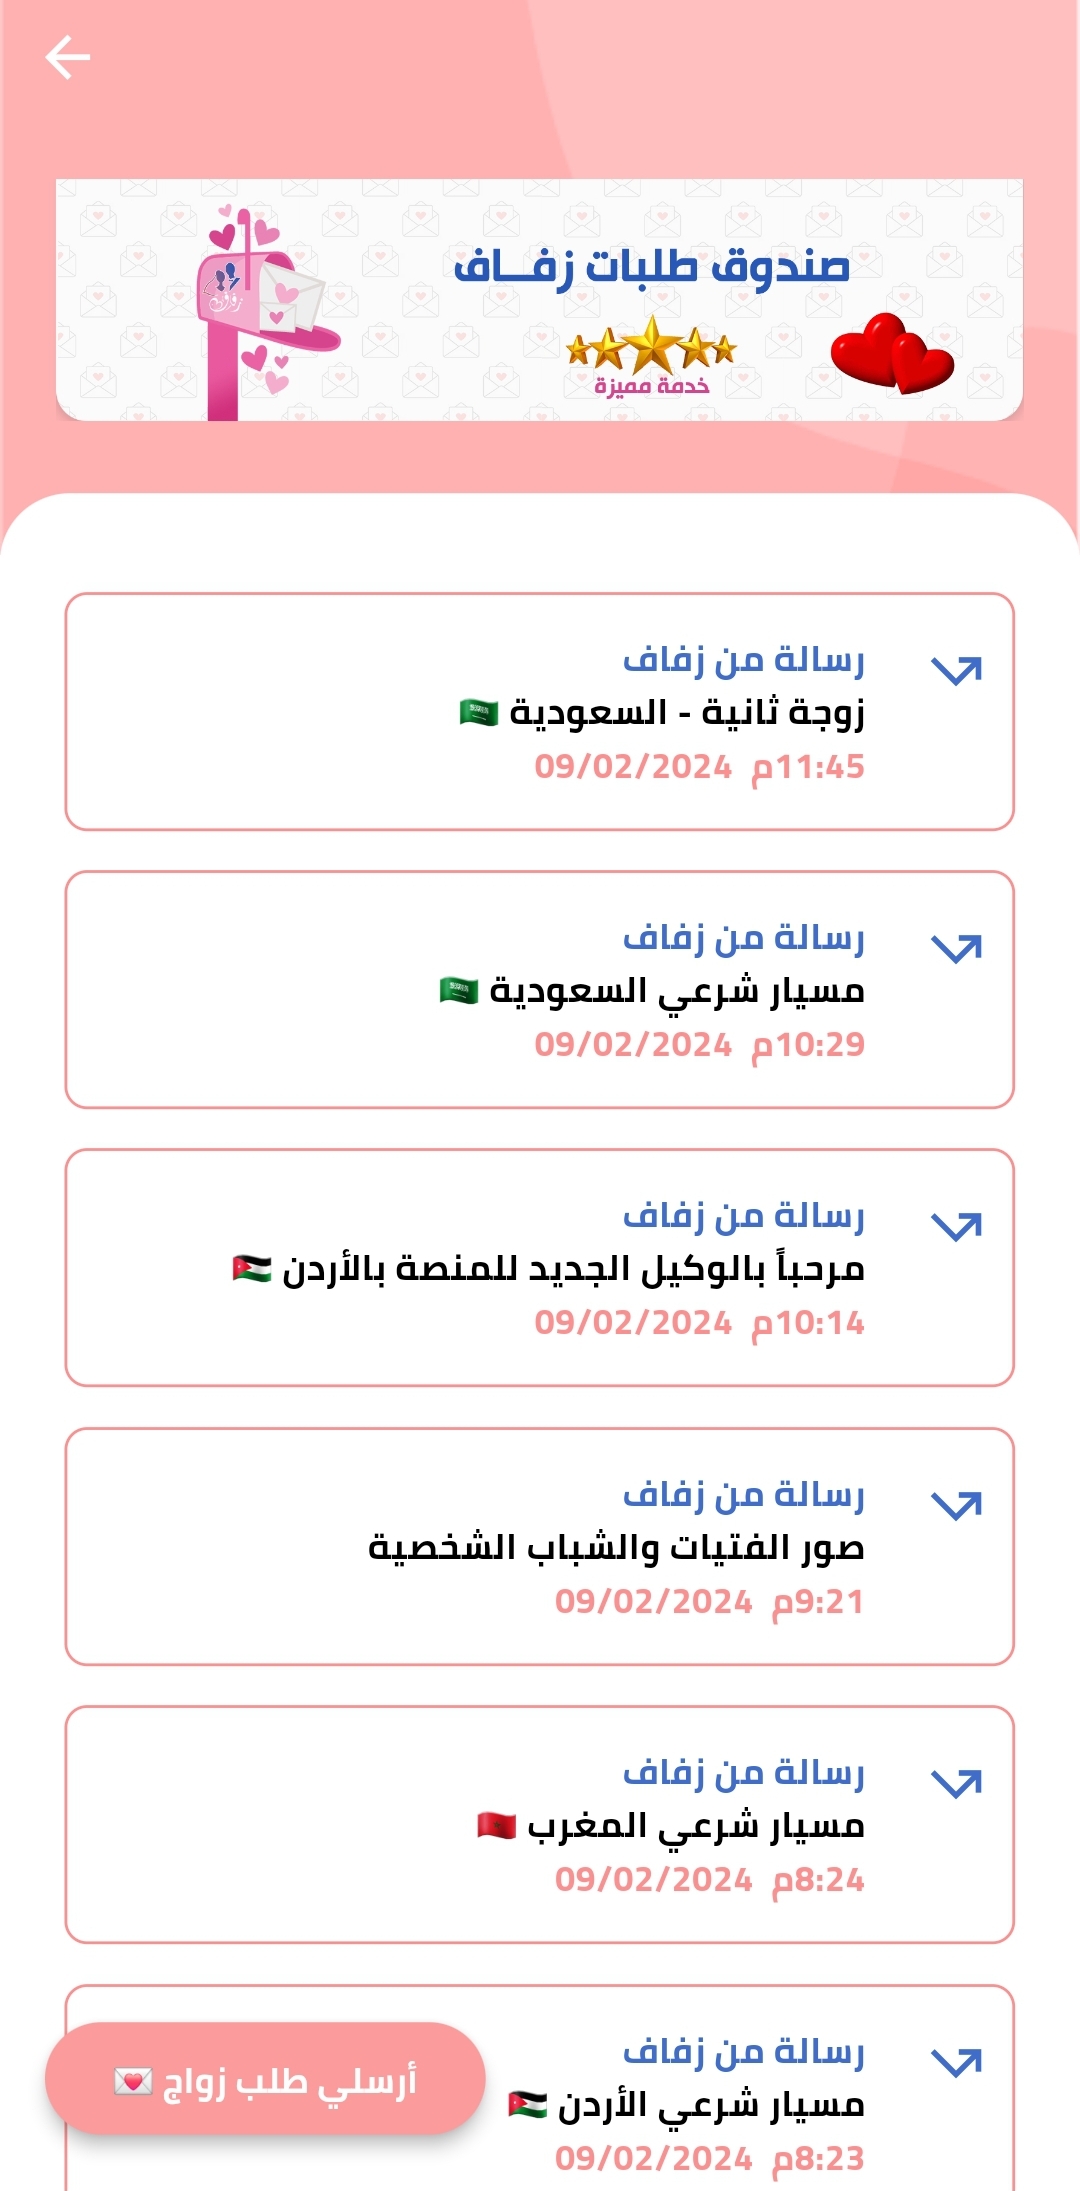 صندوق طلبات زفــاف
خدمة مميزة
رسالة من زفاف
زوجة ثانية - السعودية 🇸🇦
11:45م 09/02/2024
رسالة من زفاف
مسيار شرعي السعودية 🇸🇦
10:29م 09/02/2024
رسالة من زفاف
مرحباً بالوكيل الجديد للمنصة بالأردن 🇯🇴
10:14م 09/02/2024
رسالة من زفاف
صور الفتيات والشباب الشخصية
9:21م 09/02/2024
رسالة من زفاف
مسيار شرعي المغرب 🇲🇦
8:24م 09/02/2024
رسالة من زفاف
مسيار شرعي الأردن 🇯🇴
8:23م 09/02/2024
أرسلي طلب زواج 💌